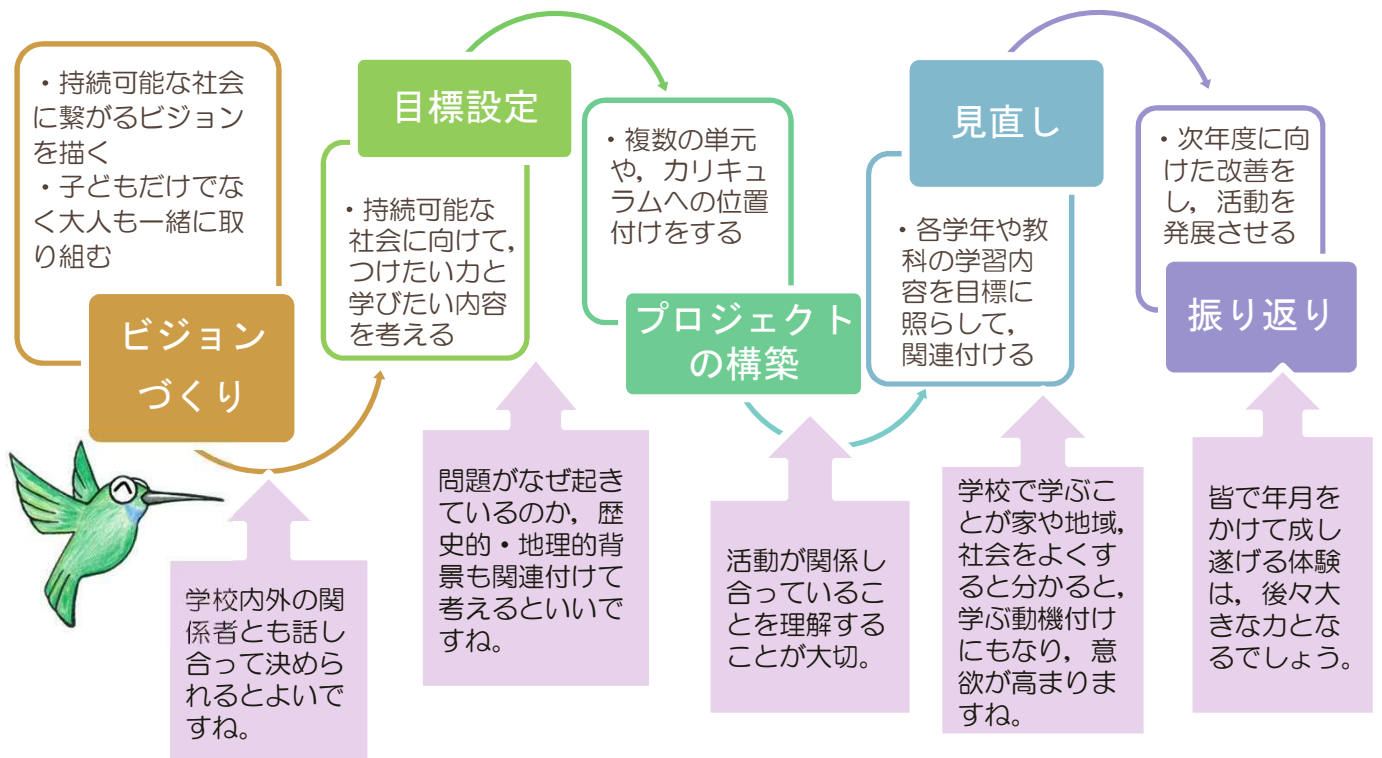 ・持続可能な社会
に繋がるビジョン
を描く
・子どもだけでな
く大人も一緒に取
り組む
ビジョン
づくり
学校内外の関
係者とも話し
合って決めら
れるとよいで
すね。
目標設定
・持続可能な
社会に向けて，
つけたい力と
学びたい内容
を考える
問題がなぜ起き
ているのか，歴
史的・地理的背
景も関連付けて
考えるといいで
すね。
・複数の単元
や，カリキュ
ラムへの位置
付けをする
プロジェクト
の構築
活動が関係し
合っているこ
とを理解する
ことが大切。
見直し
・各学年や教
科の学習内
容を目標に
照らして，
関連付ける
学校で学ぶこ
とが家や地域，
社会をよくす
ると分かると，
学ぶ動機付け
にもなり，意
欲が高まりま
すね。
・次年度に向
けた改善を
し，活動を
発展させる
振り返り
皆で年月を
かけて成し
遂げる体験
は，後々大
きな力とな
るでしょう。